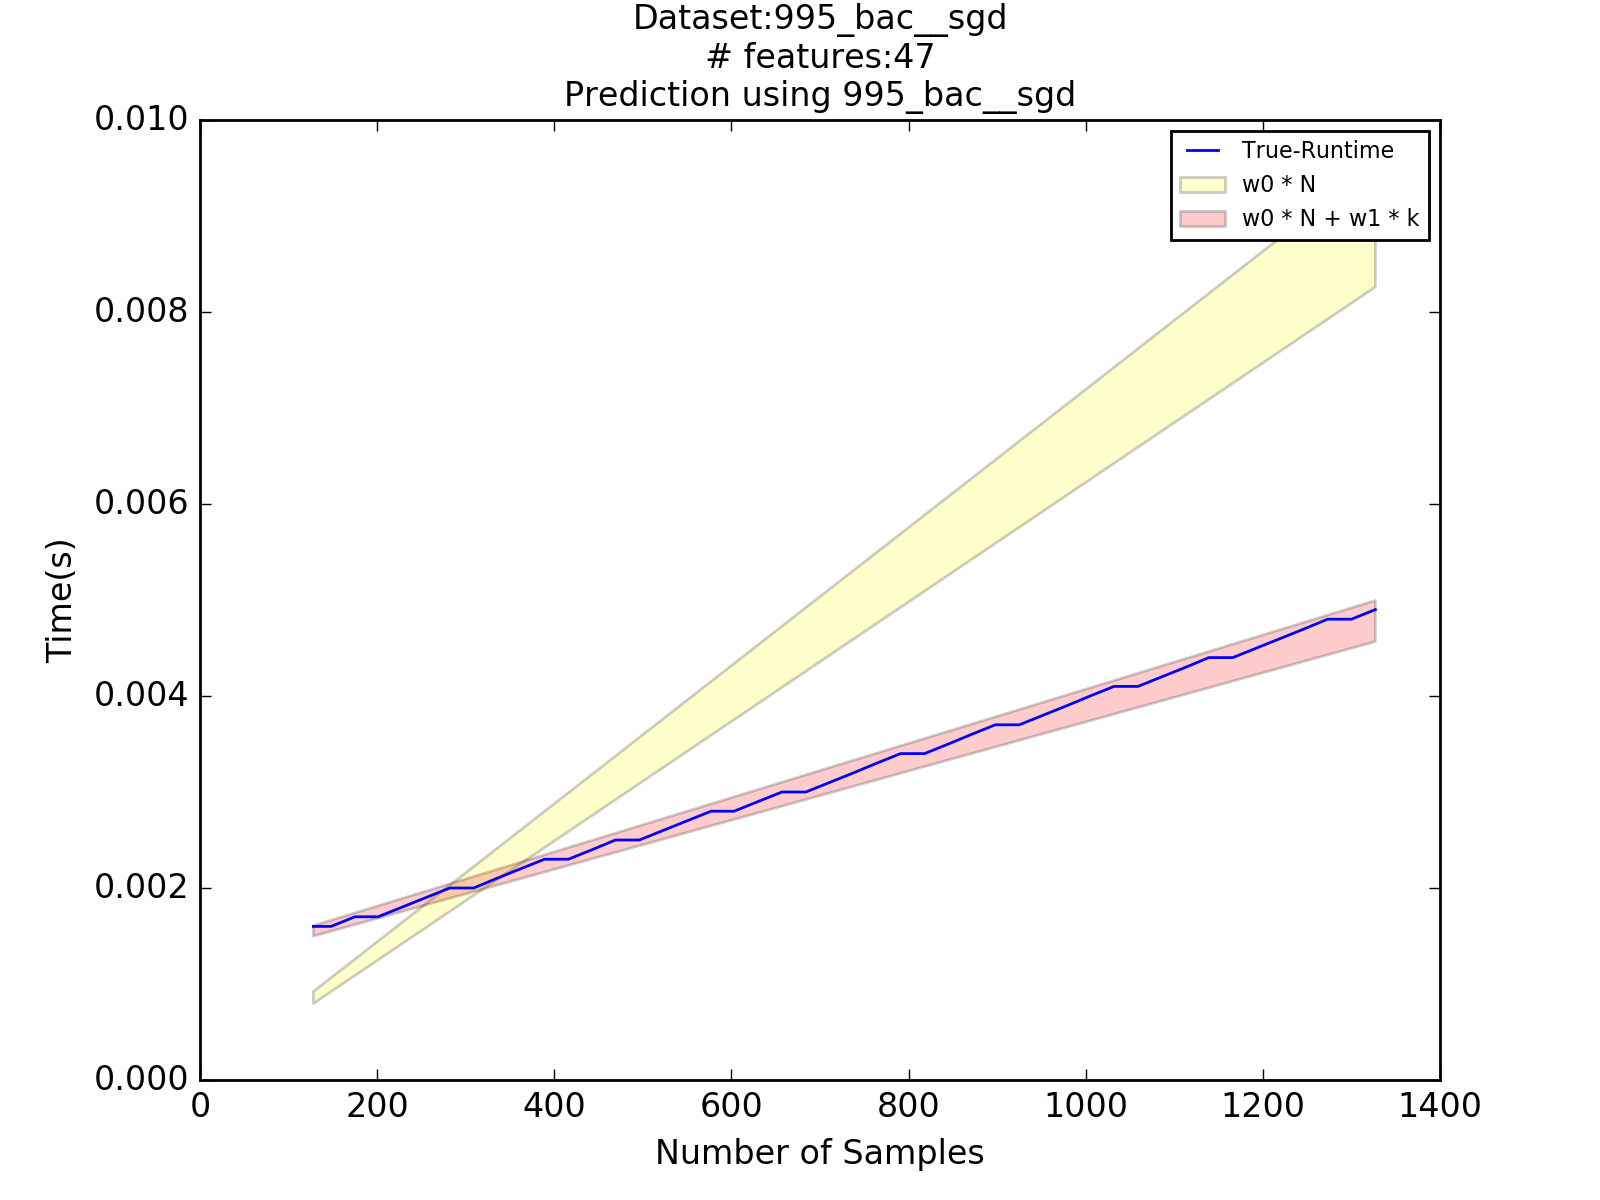 Dataset:995_bac__sgd
# features:47
Prediction using 995_bac__sgd
0.010
0.008
0.006
0.004
0.002
0.000
Time(s)
True-Runtime
w0 * N
w0 * N + w1 * k
0 200 400 600 800 1000 1200 1400
Number of Samples